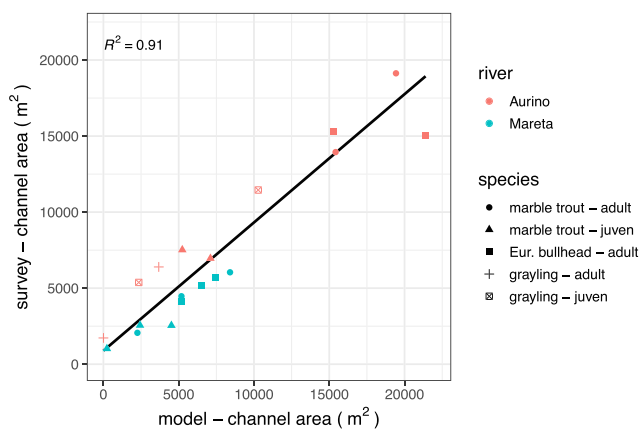 R² = 0.91
20000
15000
10000
5000
0
survey − channel area ( m² )
0 5000 10000 15000 20000
model − channel area ( m² )
river
Aurino
Mareta
species
marble trout − adult
marble trout − juven
Eur. bullhead − adult
grayling − adult
grayling − juven